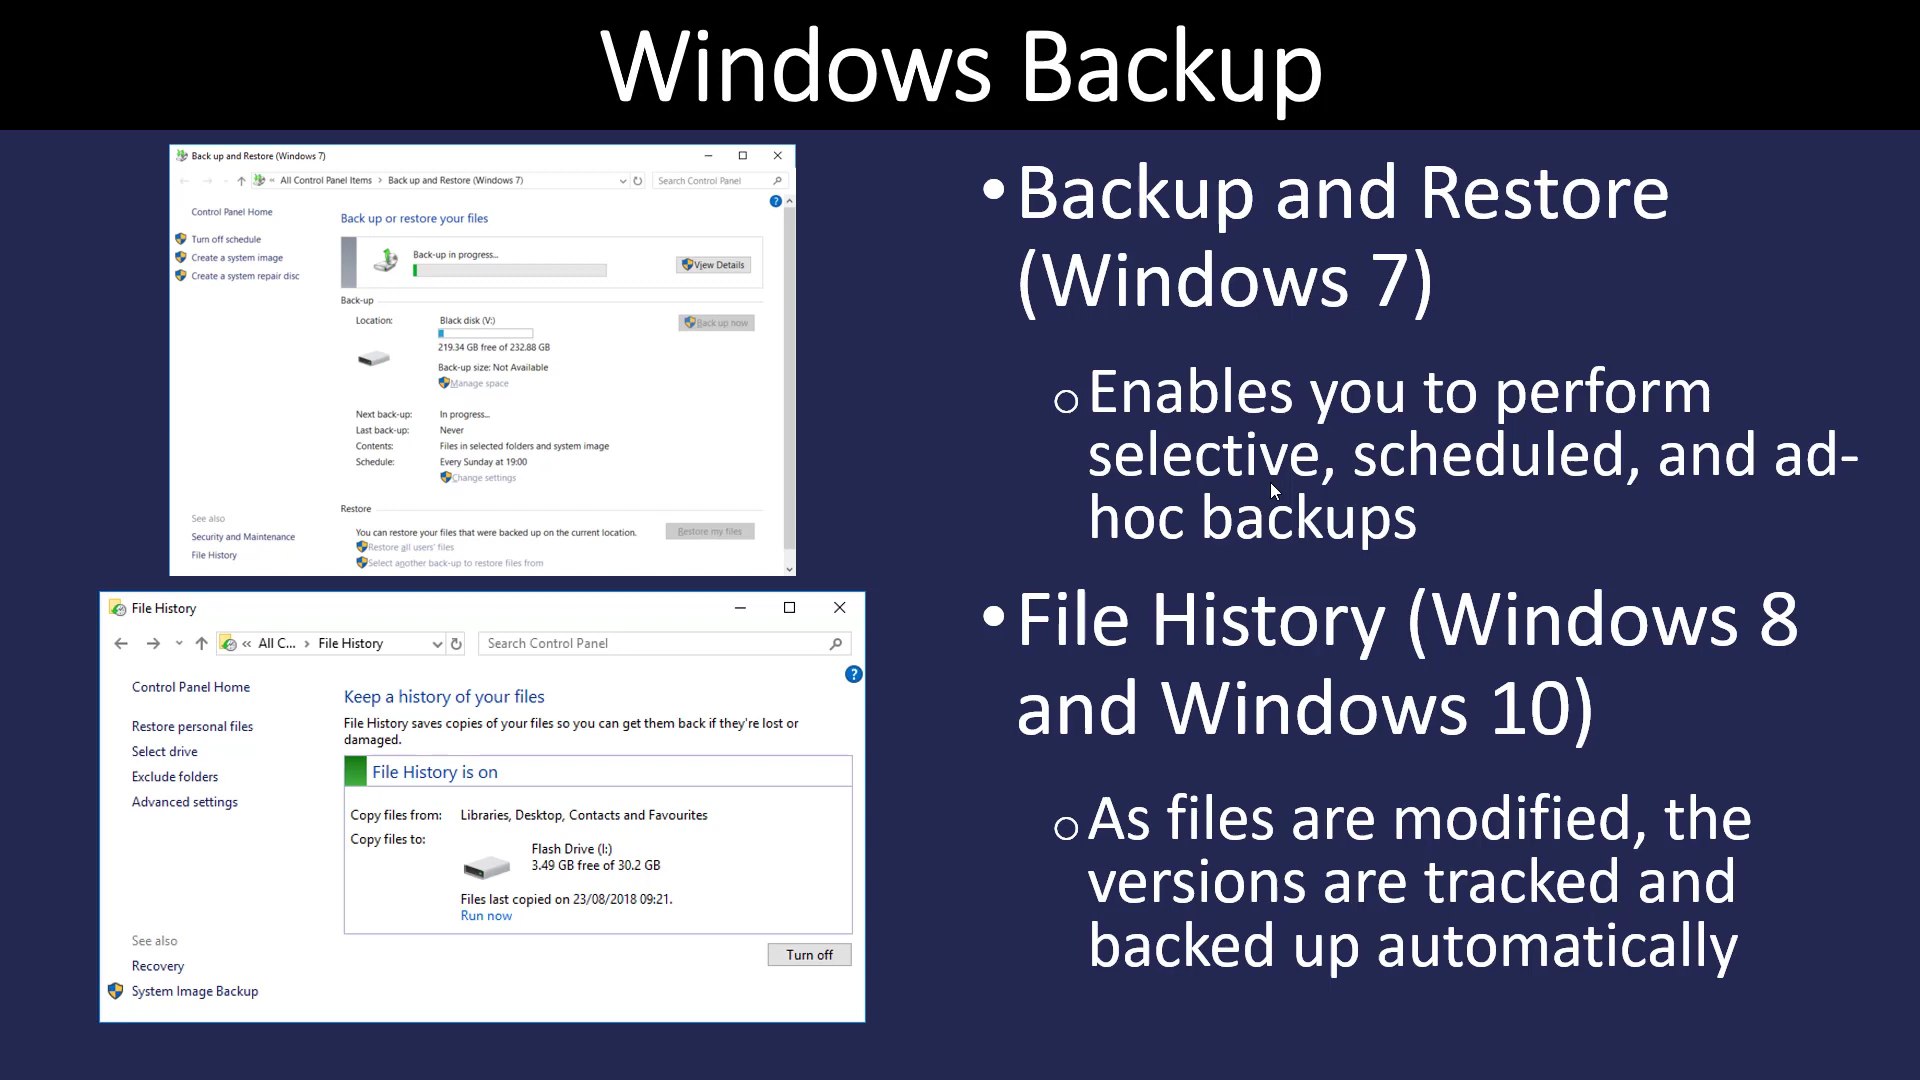 Windows Backup
Back up and Restore (Windows 7)
« All Control Panel Items › Back up and Restore (Windows 7)
Search Control Panel
Control Panel Home
Turn off schedule
Create a system image
Create a system repair disc
See also
Security and Maintenance
File History
Back up or restore your files
Back-up in progress...
View Details
Back-up
Location:
Black disk (V:)
Back up now
219.34 GB free of 232.88 GB
Back-up size: Not Available
Manage space
Next back-up: In progress...
Last back-up: Never
Contents: Files in selected folders and system image
Schedule: Every Sunday at 19:00
Change settings
Restore
You can restore your files that were backed up on the current location.
Restore my files
Restore all users' files
Select another back-up to restore files from
File History
« All C... › File History
Search Control Panel
Control Panel Home
Restore personal files
Select drive
Exclude folders
Advanced settings
See also
Recovery
System Image Backup
Keep a history of your files
File History saves copies of your files so you can get them back if they're lost or
damaged.
File History is on
Copy files from: Libraries, Desktop, Contacts and Favourites
Copy files to:
Flash Drive (I:)
3.49 GB free of 30.2 GB
Files last copied on 23/08/2018 09:21.
Run now
Turn off
• Backup and Restore
(Windows 7)
o Enables you to perform
selective, scheduled, and ad-
hoc backups
• File History (Windows 8
and Windows 10)
o As files are modified, the
versions are tracked and
backed up automatically